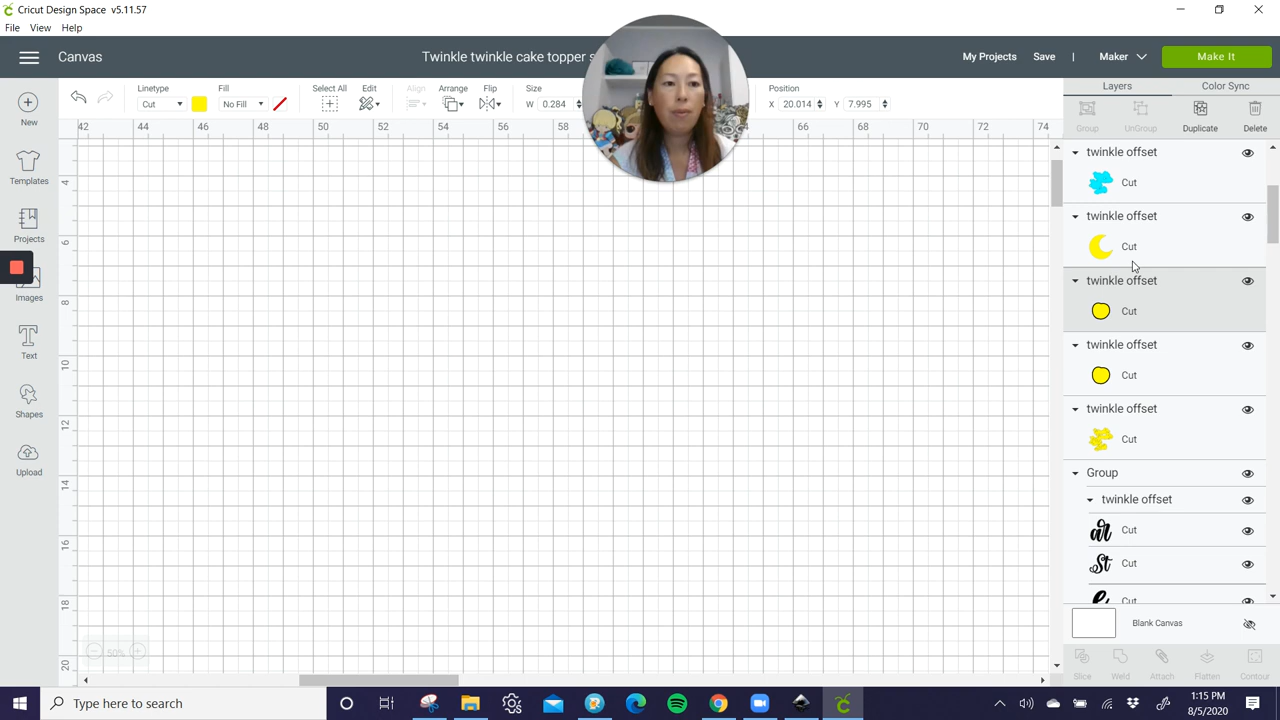 Cricut Design Space v5.11.57
File View Help
Canvas
Twinkle twinkle cake topper s
My Projects Save | Maker Make It
Linetype
Cut
Fill
No Fill
Select All
Edit
Align
Arrange
Flip
Size
W 0.284
Position
X 20.014
Y 7.995
Layers Color Sync
Group UnGroup Duplicate Delete
New
Templates
Projects
Images
Text
Shapes
Upload
42 44 46 48 50 52 54 56 58 66 68 70 72 74
4
6
8
10
12
14
16
18
20
50%
twinkle offset
Cut
twinkle offset
Cut
twinkle offset
Cut
twinkle offset
Cut
twinkle offset
Cut
Group
twinkle offset
ar Cut
St Cut
e Cut
Blank Canvas
Slice Weld Attach Flatten Contour
Type here to search
1:15 PM
8/5/2020